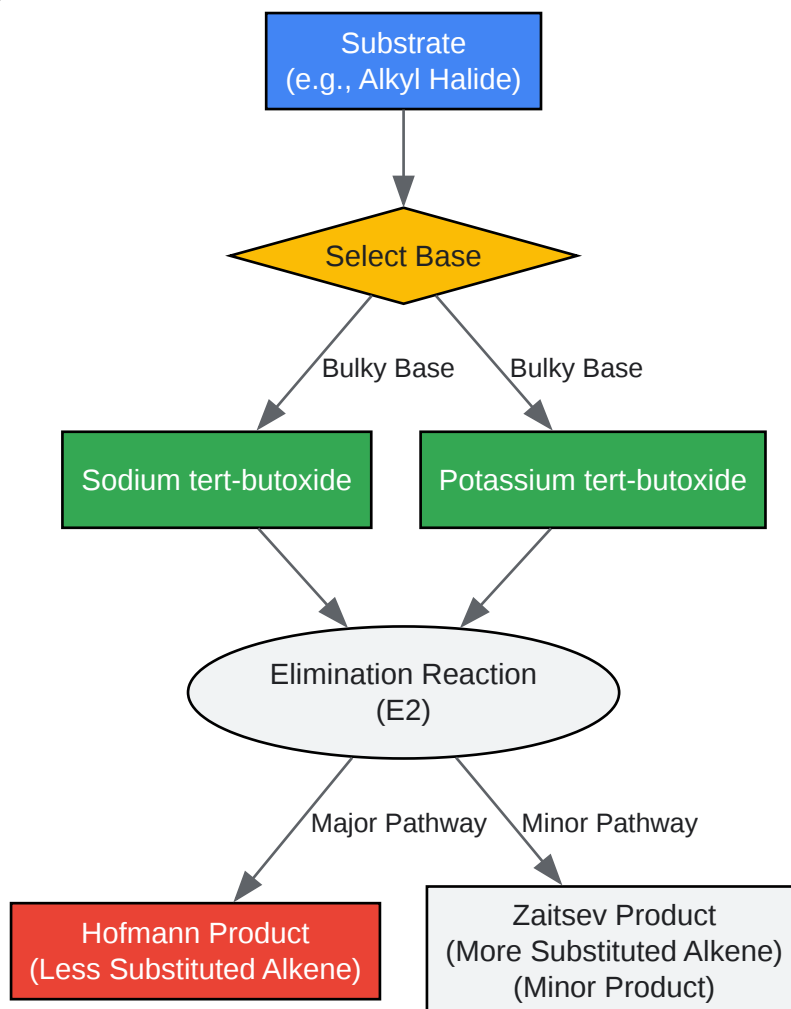 Substrate
(e.g., Alkyl Halide)
Select Base
Bulky Base
Bulky Base
Sodium tert-butoxide
Potassium tert-butoxide
Elimination Reaction
(E2)
Major Pathway
Minor Pathway
Hofmann Product
(Less Substituted Alkene)
Zaitsev Product
(More Substituted Alkene)
(Minor Product)